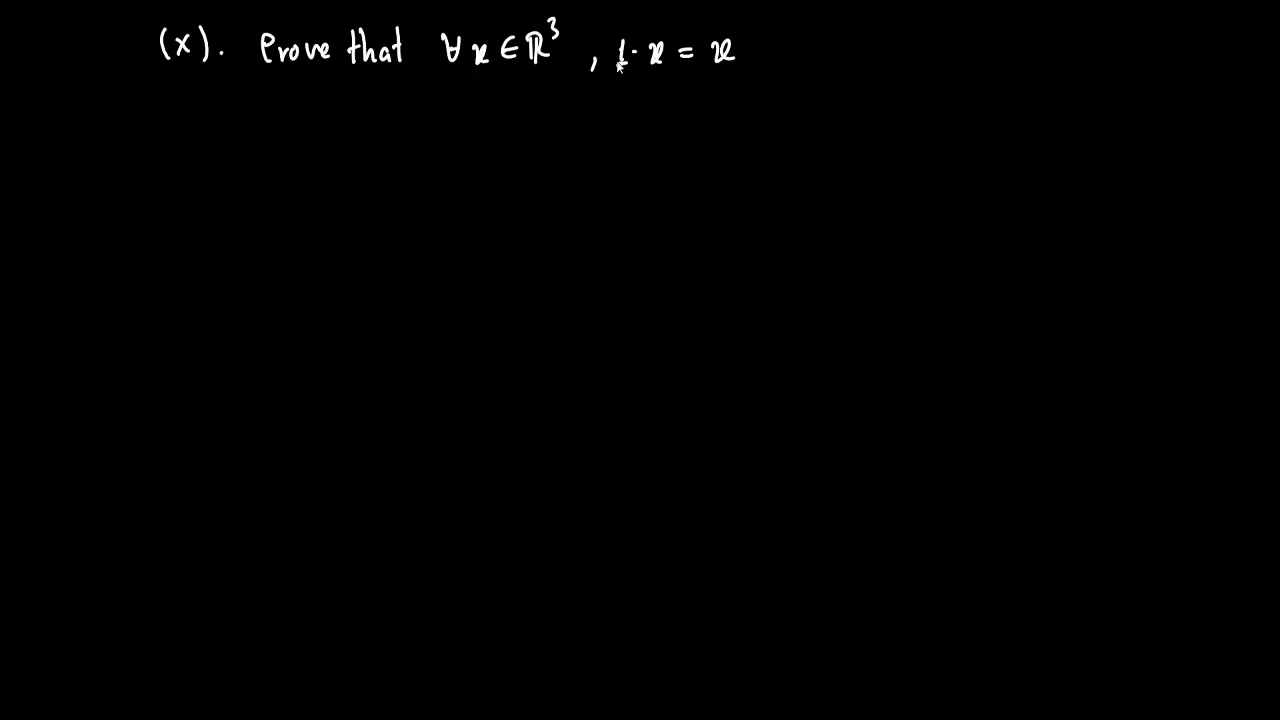 (x). Prove that ∀ x ∈ ℝ³ , 1 · x = x